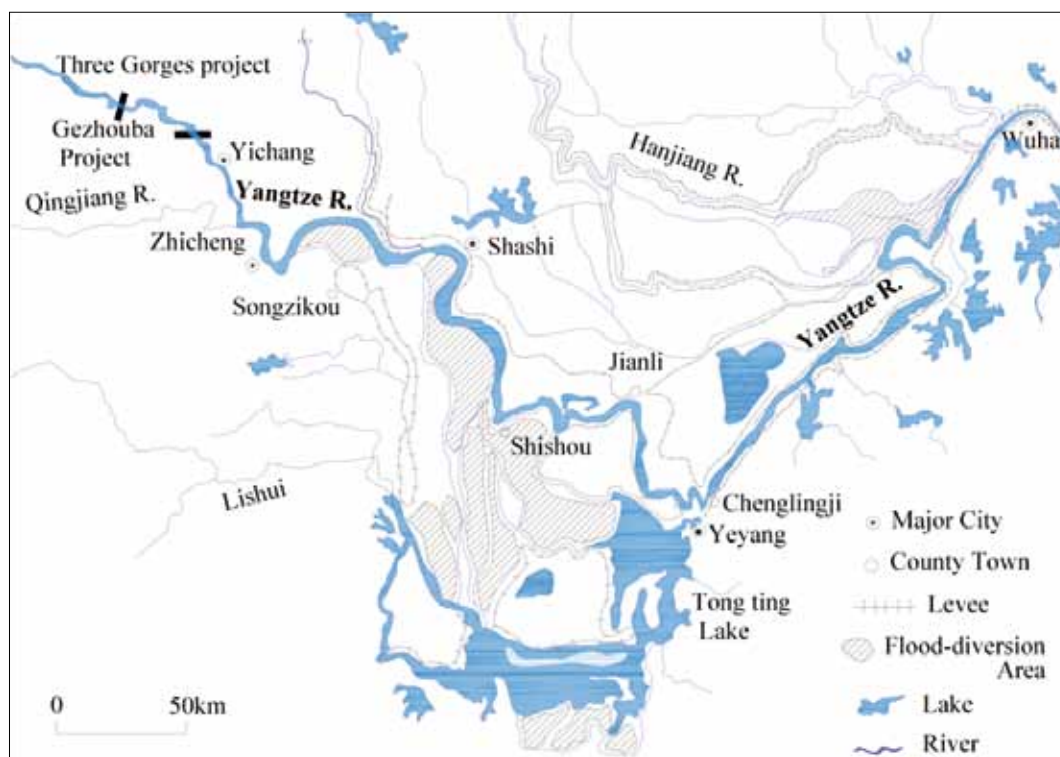 Three Gorges project
Gezhouba
Project
Yichang
Qingjiang R.
Yangtze R.
Zhicheng
Songzikou
Shashi
Hanjiang R.
Wuha
Yangtze R.
Jianli
Shishou
Lishui
Chenglingji
Yeyang
Tong ting
Lake
Major City
County Town
Levee
Flood-diversion
Area
Lake
River
0 50km